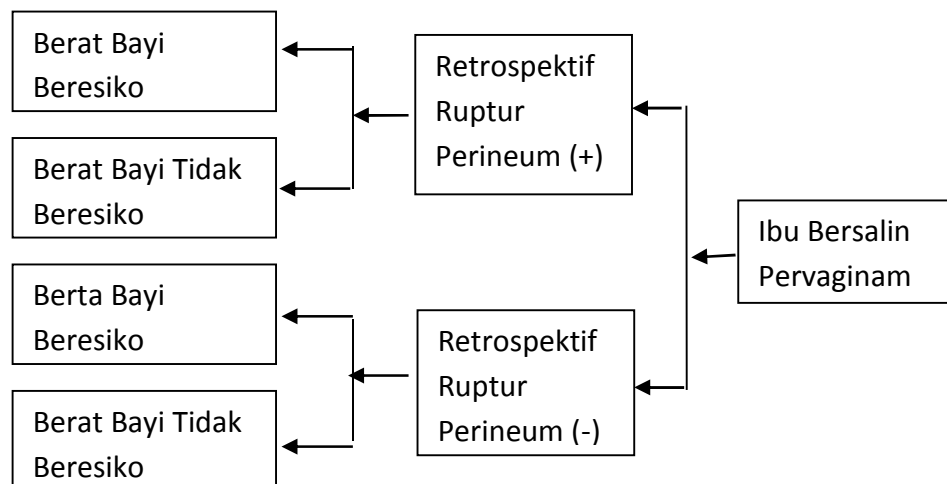 Berat Bayi
Beresiko
Berat Bayi Tidak
Beresiko
Berta Bayi
Beresiko
Berat Bayi Tidak
Beresiko
Retrospektif
Ruptur
Perineum (+)
Retrospektif
Ruptur
Perineum (-)
Ibu Bersalin
Pervaginam